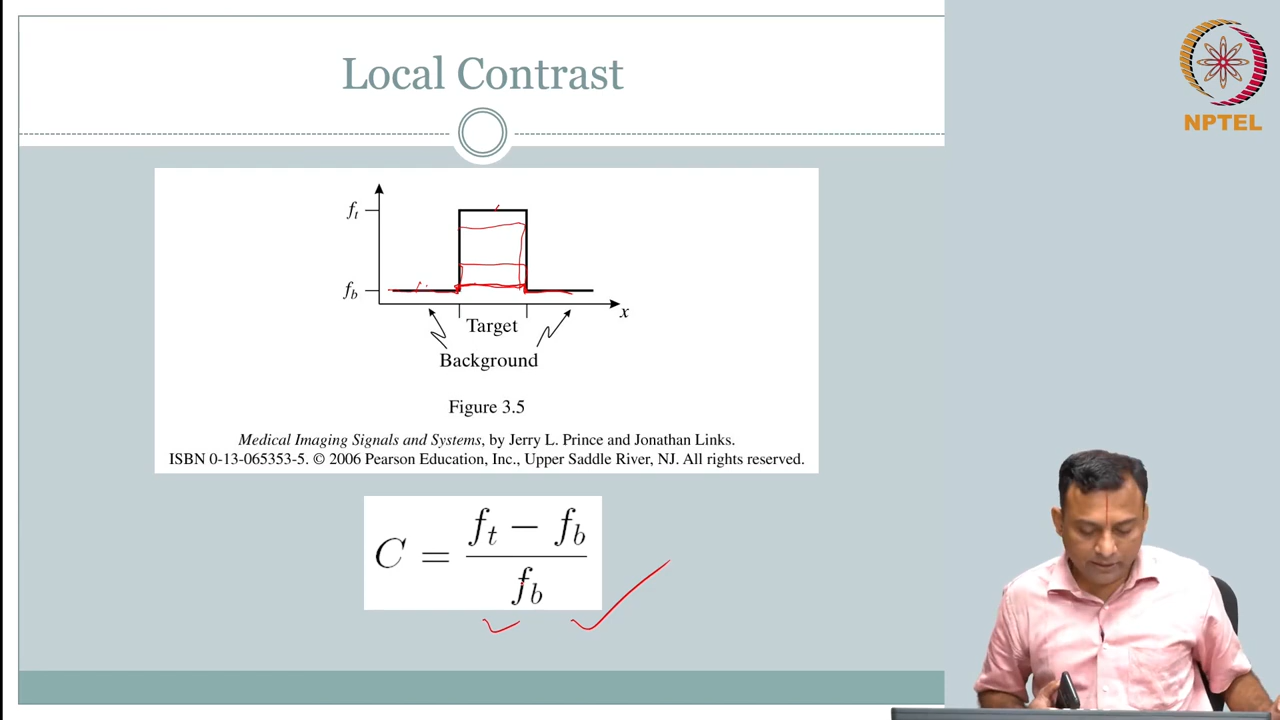 Local Contrast
NPTEL
f_t
f_b
x
Target
Background
Figure 3.5
Medical Imaging Signals and Systems, by Jerry L. Prince and Jonathan Links.
ISBN 0-13-065353-5. © 2006 Pearson Education, Inc., Upper Saddle River, NJ. All rights reserved.
C = (f_t − f_b) / f_b